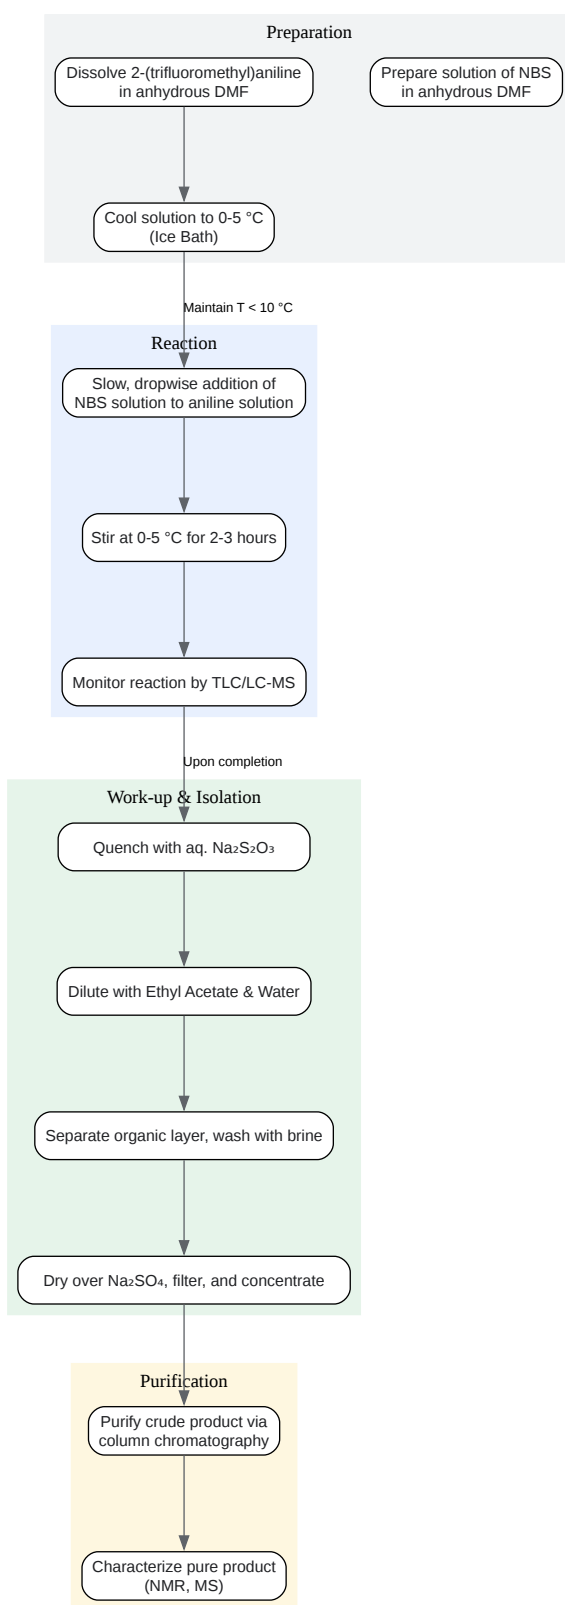 Preparation
Dissolve 2-(trifluoromethyl)aniline
in anhydrous DMF
Prepare solution of NBS
in anhydrous DMF
Cool solution to 0-5 °C
(Ice Bath)
Maintain T < 10 °C
Reaction
Slow, dropwise addition of
NBS solution to aniline solution
Stir at 0-5 °C for 2-3 hours
Monitor reaction by TLC/LC-MS
Upon completion
Work-up & Isolation
Quench with aq. Na₂S₂O₃
Dilute with Ethyl Acetate & Water
Separate organic layer, wash with brine
Dry over Na₂SO₄, filter, and concentrate
Purification
Purify crude product via
column chromatography
Characterize pure product
(NMR, MS)